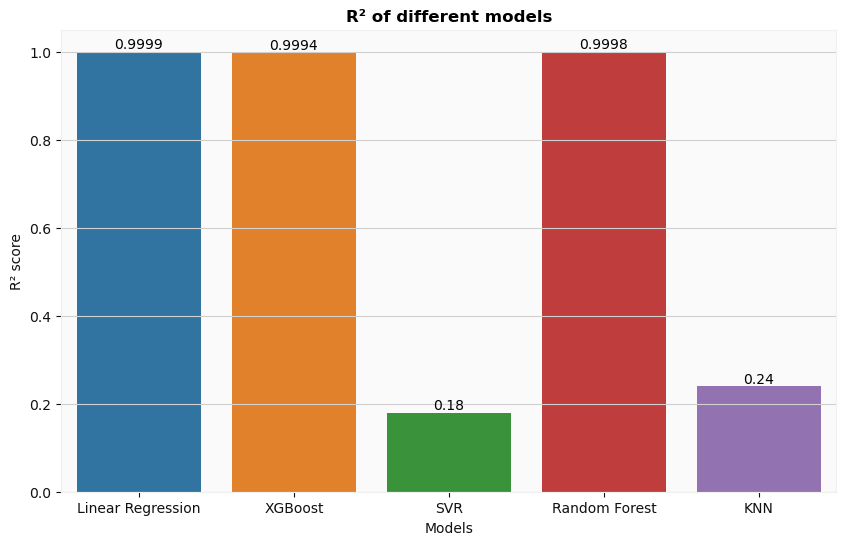 R² of different models
R² score
1.0
0.8
0.6
0.4
0.2
0.0
0.9999
0.9994
0.18
0.9998
0.24
Linear Regression
XGBoost
SVR
Random Forest
KNN
Models